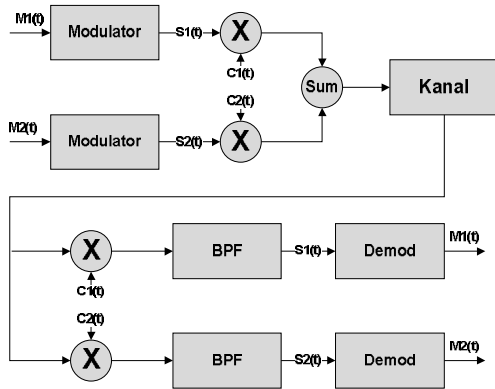 M1(t)
Modulator
S1(t)
X
C1(t)
Sum
Kanal
C2(t)
M2(t)
Modulator
S2(t)
X
X
BPF
S1(t)
Demod
M1(t)
C1(t)
C2(t)
X
BPF
S2(t)
Demod
M2(t)